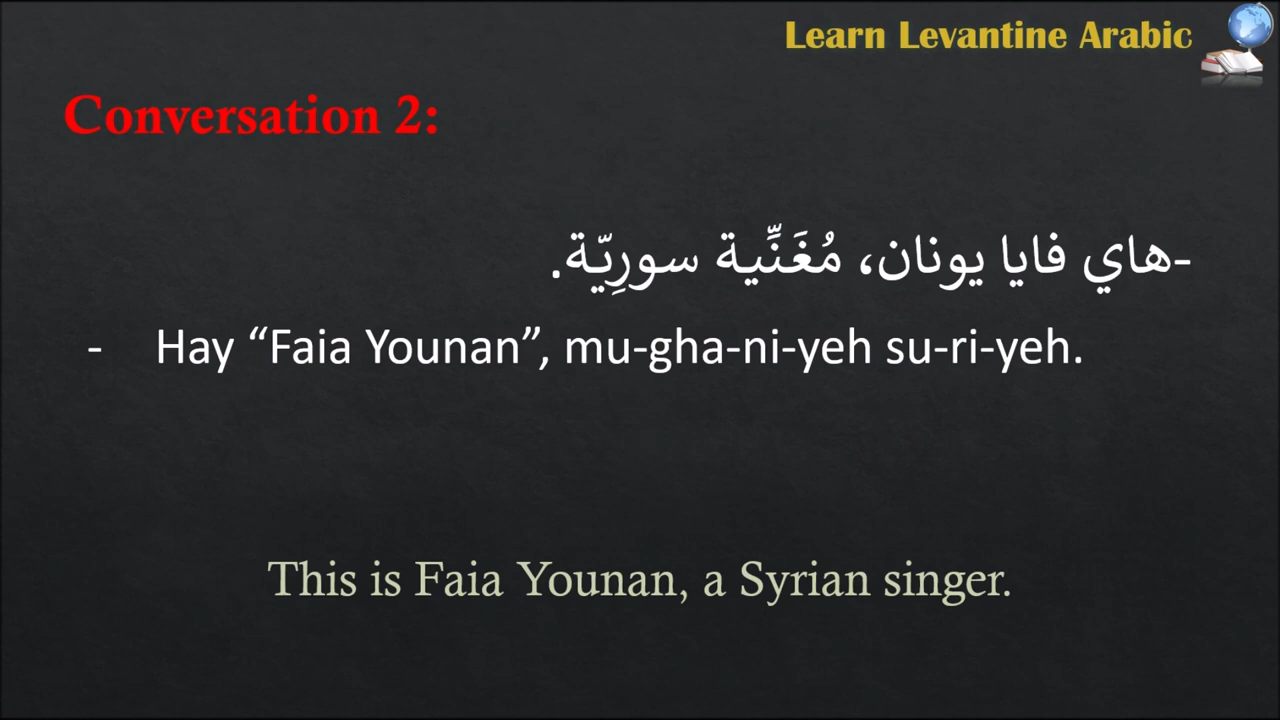 Learn Levantine Arabic
Conversation 2:
-هاي فايا يونان، مُغَنِّية سورِيّة.
- Hay “Faia Younan”, mu-gha-ni-yeh su-ri-yeh.
This is Faia Younan, a Syrian singer.